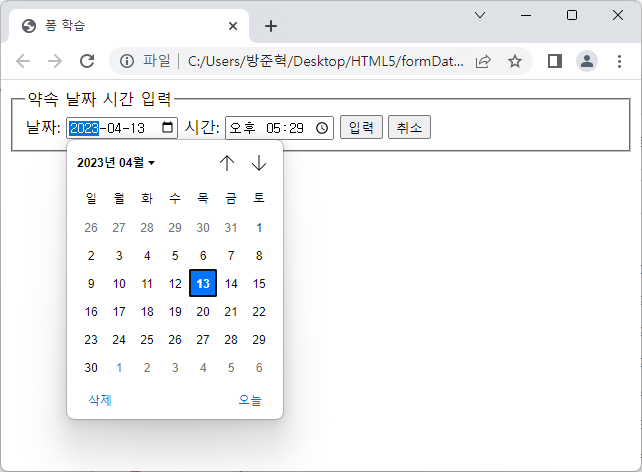 폼 학습
파일 C:/Users/방준혁/Desktop/HTML5/formDat...
약속 날짜 시간 입력
날짜: 2023-04-13 시간: 오후 05:29 입력 취소
2023년 04월
일 월 화 수 목 금 토
26 27 28 29 30 31 1
2 3 4 5 6 7 8
9 10 11 12 13 14 15
16 17 18 19 20 21 22
23 24 25 26 27 28 29
30 1 2 3 4 5 6
삭제 오늘